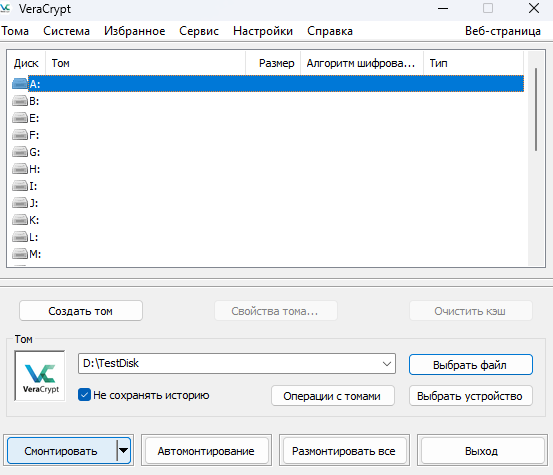 VeraCrypt
Тома Система Избранное Сервис Настройки Справка Веб-страница
Диск Том Размер Алгоритм шифрова... Тип
A:
B:
E:
F:
G:
H:
I:
J:
K:
L:
M:
Создать том Свойства тома... Очистить кэш
Том
D:\TestDisk Выбрать файл
VeraCrypt
Не сохранять историю Операции с томами Выбрать устройство
Смонтировать Автомонтирование Размонтировать все Выход